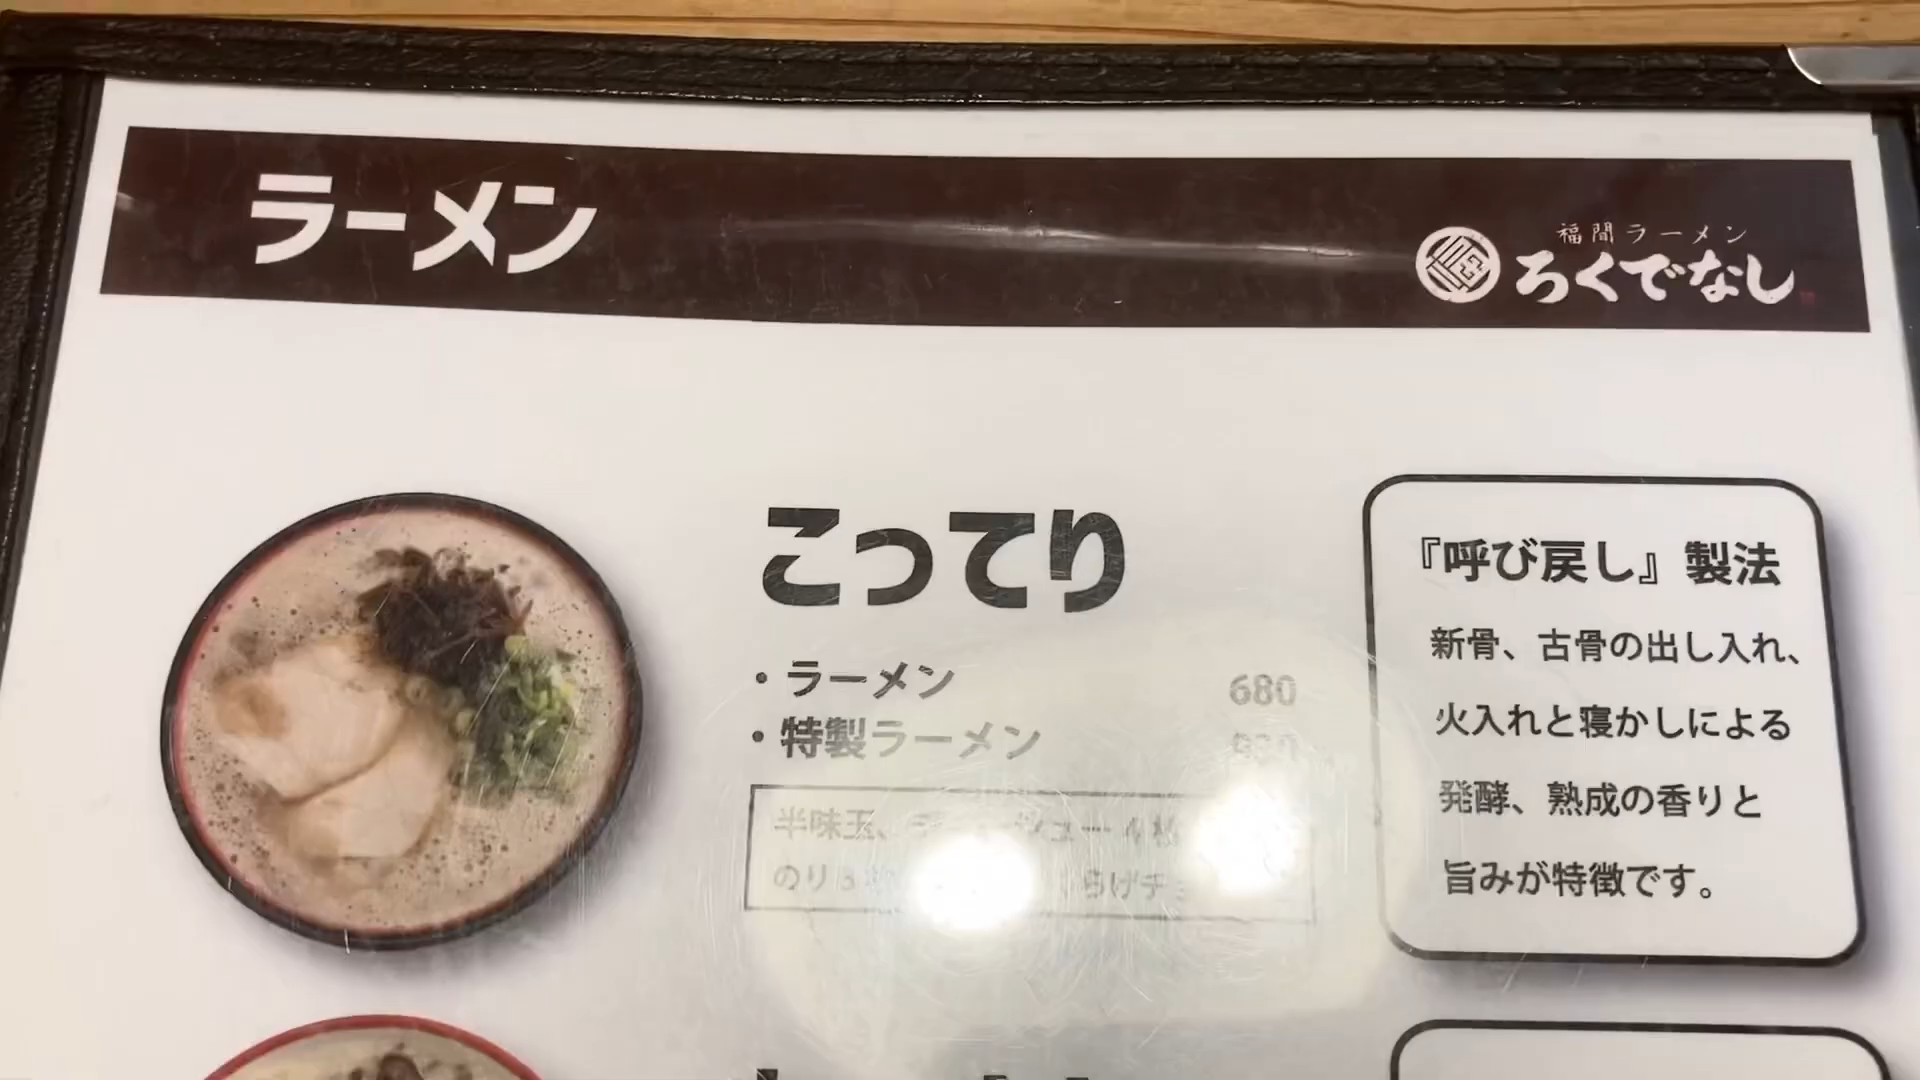 ラーメン
福間ラーメン
ろくでなし
こってり
・ラーメン 680
・特製ラーメン
半味玉、
のり
『呼び戻し』製法
新骨、古骨の出し入れ、
火入れと寝かしによる
発酵、熟成の香りと
旨みが特徴です。